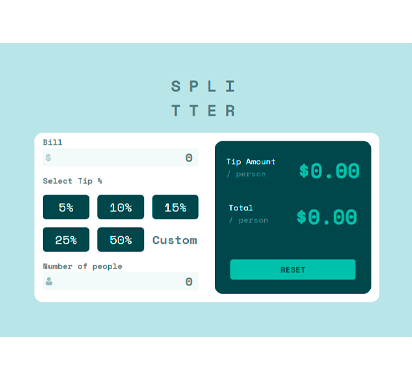 SPLI
TTER
Bill
$ 0
Select Tip %
5% 10% 15%
25% 50% Custom
Number of people
0
Tip Amount
/ person
$0.00
Total
/ person
$0.00
RESET